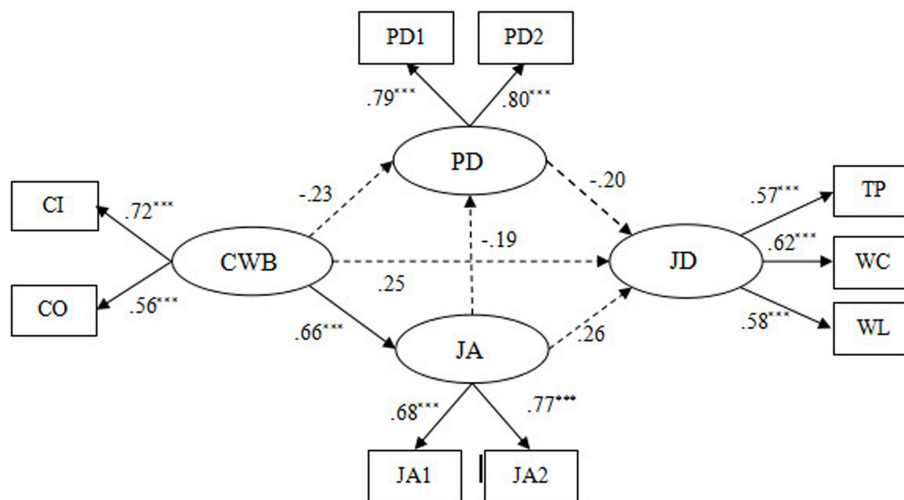 PD1
PD2
.79***
.80***
PD
-.23
-.20
CI
.72***
TP
.57***
-.19
CWB
.25
JD
.62***
WC
CO
.56***
.66***
JA
.26
.58***
WL
.68***
.77***
JA1
JA2